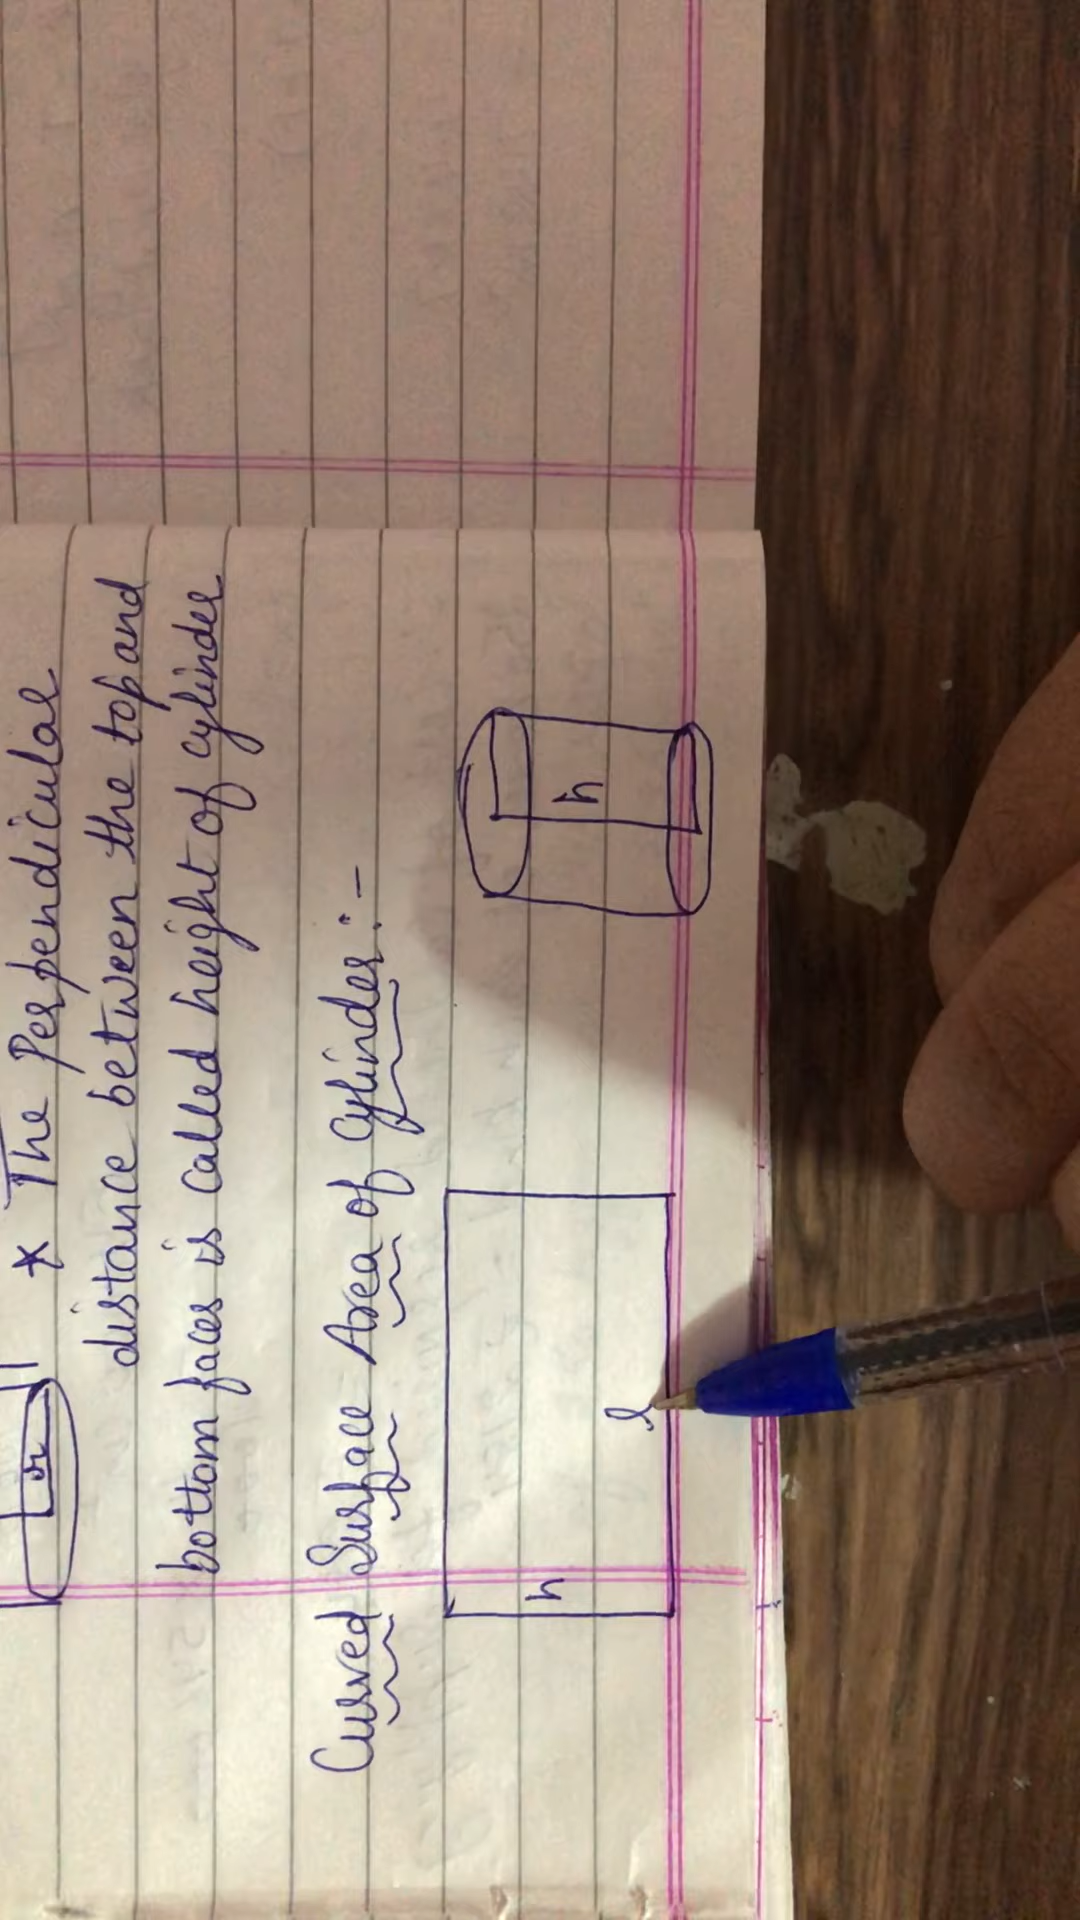 r
* The Perpendicular
distance between the top and
bottom faces is called height of cylinder
Curved Surface Area of Cylinder:-
h
l
h